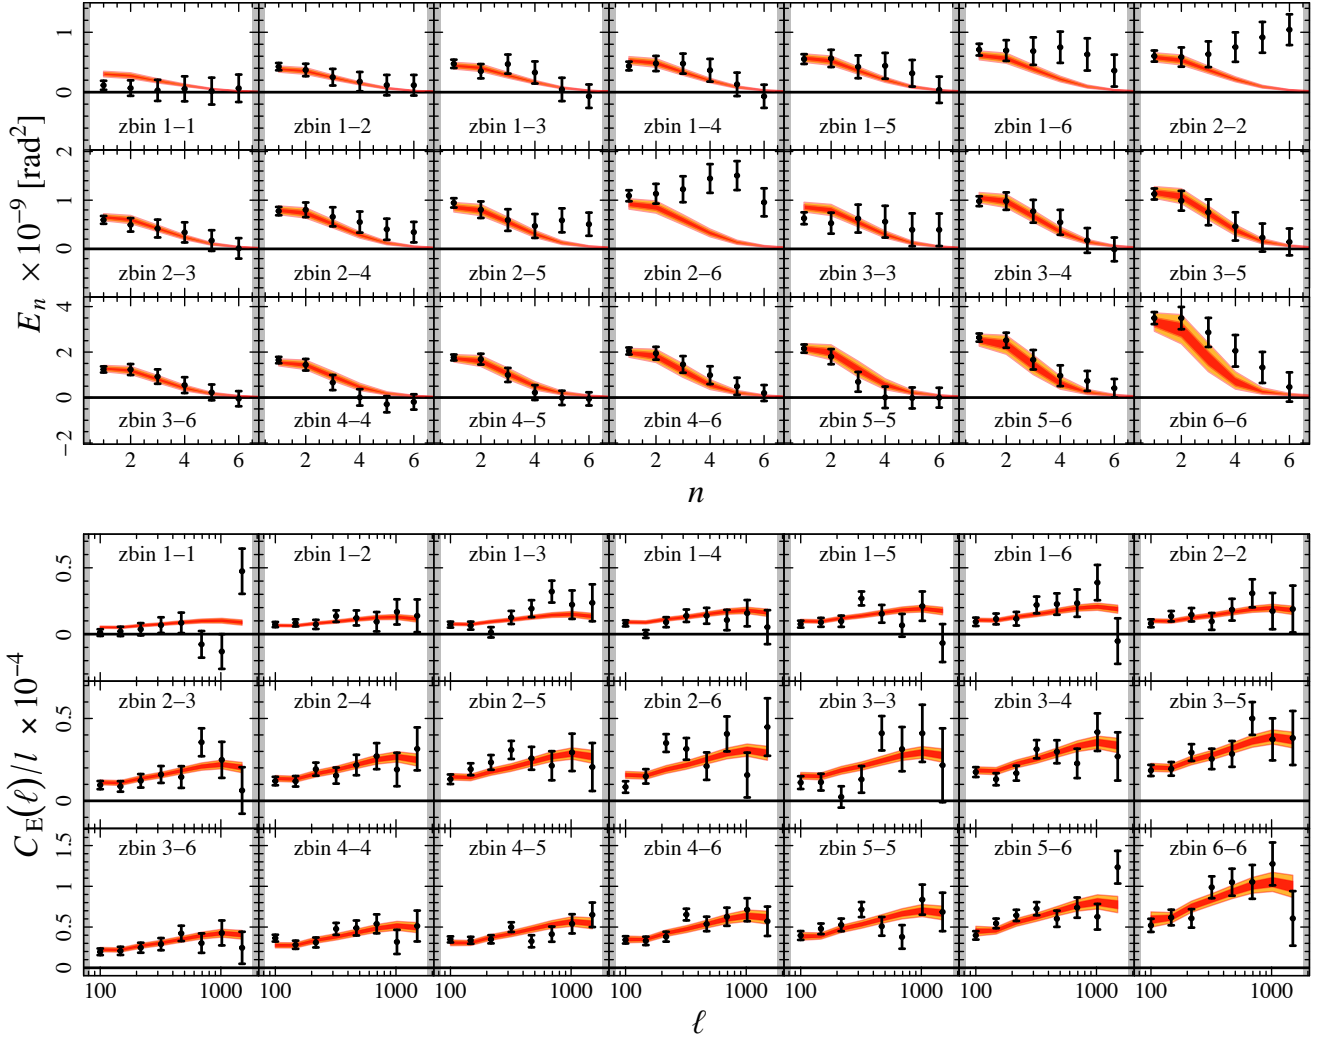 1
0
zbin 1–1 zbin 1–2 zbin 1–3 zbin 1–4 zbin 1–5 zbin 1–6 zbin 2–2
2
1
0
zbin 2–3 zbin 2–4 zbin 2–5 zbin 2–6 zbin 3–3 zbin 3–4 zbin 3–5
4
2
0
−2
zbin 3–6 zbin 4–4 zbin 4–5 zbin 4–6 zbin 5–5 zbin 5–6 zbin 6–6
2 4 6 2 4 6 2 4 6 2 4 6 2 4 6 2 4 6 2 4 6
n
E_n × 10⁻⁹ [rad²]
zbin 1–1 zbin 1–2 zbin 1–3 zbin 1–4 zbin 1–5 zbin 1–6 zbin 2–2
0.5
0
zbin 2–3 zbin 2–4 zbin 2–5 zbin 2–6 zbin 3–3 zbin 3–4 zbin 3–5
0.5
0
zbin 3–6 zbin 4–4 zbin 4–5 zbin 4–6 zbin 5–5 zbin 5–6 zbin 6–6
1.5
1
0.5
0
100 1000 100 1000 100 1000 100 1000 100 1000 100 1000 100 1000
ℓ
C_E(ℓ)/l × 10⁻⁴